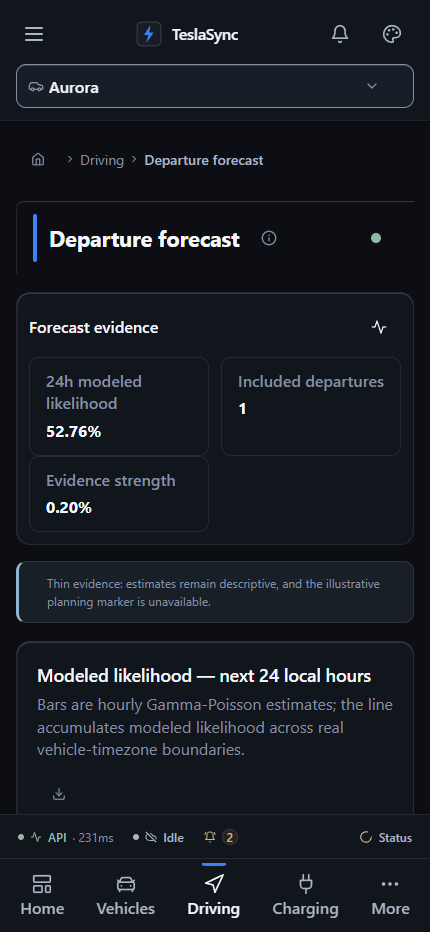 TeslaSync
Aurora
Driving
Departure forecast
Departure forecast
Forecast evidence
24h modeled
likelihood
52.76%
Included departures
1
Evidence strength
0.20%
Thin evidence: estimates remain descriptive, and the illustrative
planning marker is unavailable.
Modeled likelihood — next 24 local hours
Bars are hourly Gamma-Poisson estimates; the line
accumulates modeled likelihood across real
vehicle-timezone boundaries.
API · 231ms
Idle
2
Status
Home
Vehicles
Driving
Charging
More